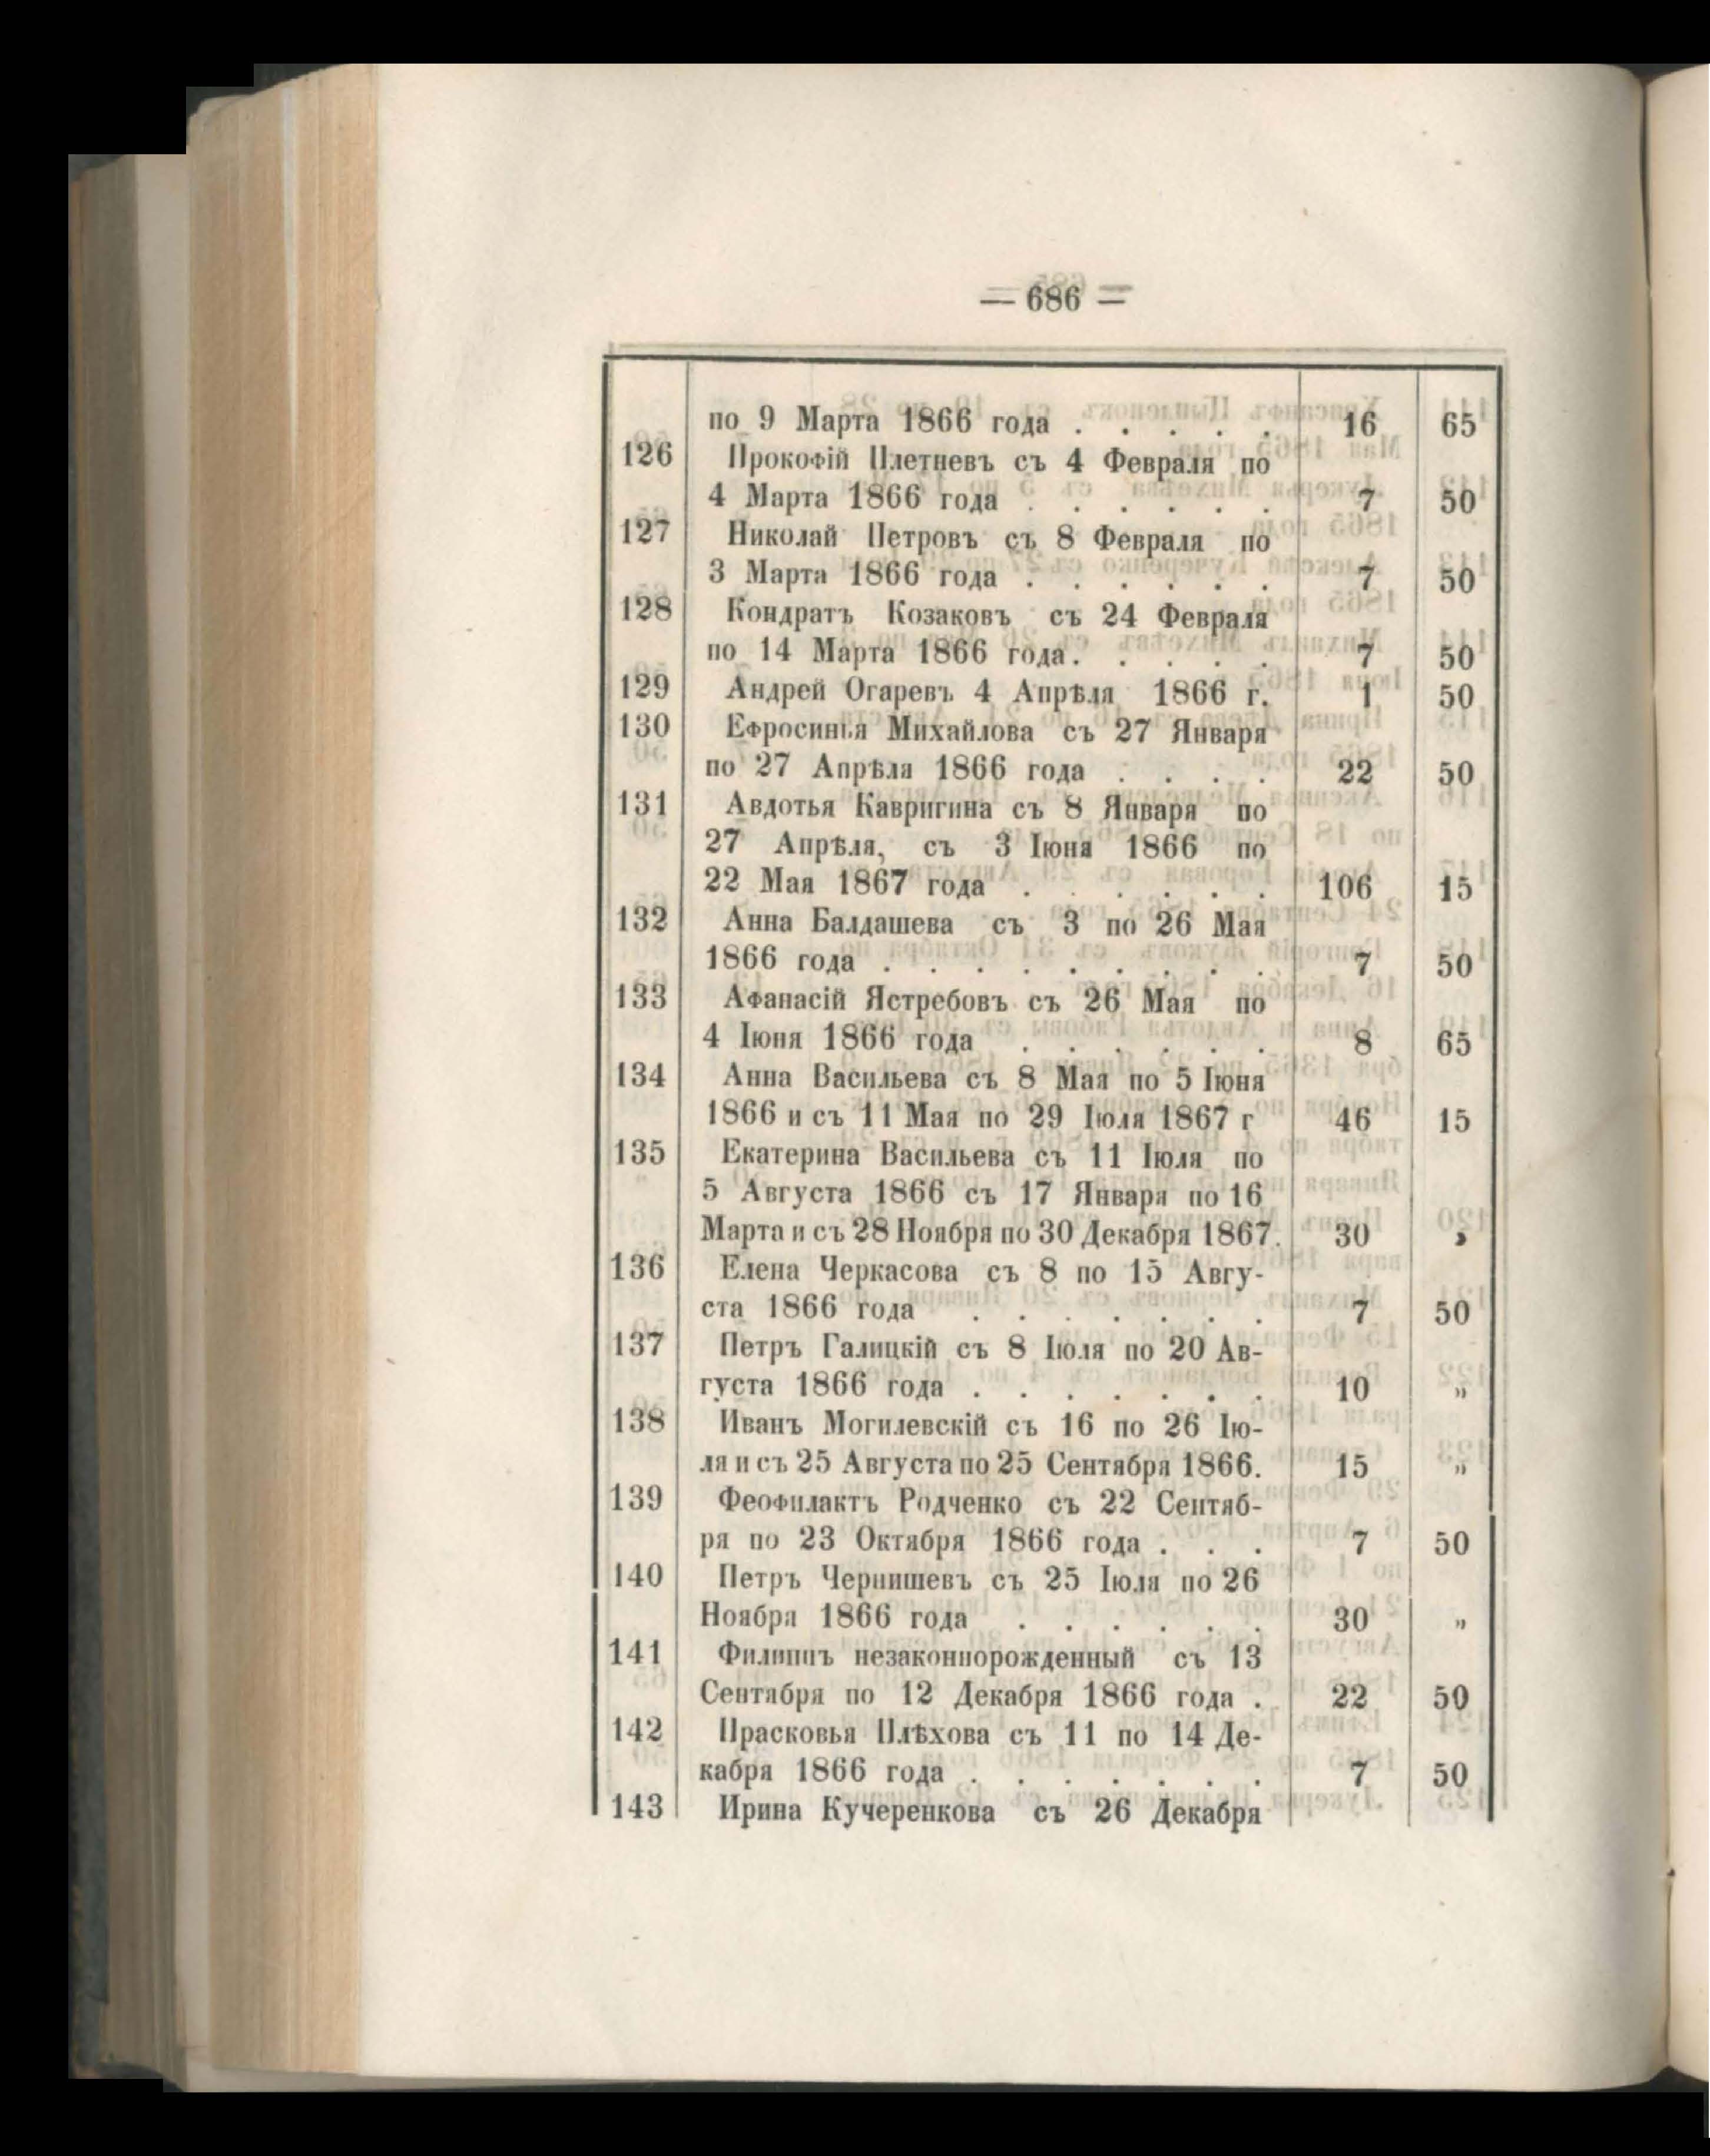 — 686 —
по 9 Марта 1866 года . . . . . 16 65
126 Прокофій Плетневъ съ 4 Февраля по
4 Марта 1866 года . . . . . . 7 50
127 Николай Петровъ съ 8 Февраля по
3 Марта 1866 года . . . . . . 7 50
128 Кондратъ Козаковъ съ 24 Февраля
по 14 Марта 1866 года. . . . . 7 50
129 Андрей Огаревъ 4 Апрѣля 1866 г. 1 50
130 Ефросинья Михайлова съ 27 Января
по 27 Апрѣля 1866 года . . . . 22 50
131 Авдотья Кавригина съ 8 Января по
27 Апрѣля, съ 3 Іюня 1866 по
22 Мая 1867 года . . . . . . 106 15
132 Анна Балдашева съ 3 по 26 Мая
1866 года . . . . . . . . . 7 50
133 Афанасій Ястребовъ съ 26 Мая по
4 Іюня 1866 года . . . . . . 8 65
134 Анна Васильева съ 8 Мая по 5 Іюня
1866 и съ 11 Мая по 29 Іюля 1867 г 46 15
135 Екатерина Васильева съ 11 Іюля по
5 Августа 1866 съ 17 Января по 16
Марта и съ 28 Ноября по 30 Декабря 1867. 30 „
136 Елена Черкасова съ 8 по 15 Авгу-
ста 1866 года . . . . . . . 7 50
137 Петръ Галицкій съ 8 Іюля по 20 Ав-
густа 1866 года . . . . . . . 10 „
138 Иванъ Могилевскій съ 16 по 26 Ію-
ля и съ 25 Августа по 25 Сентября 1866. 15 „
139 Феофилактъ Родченко съ 22 Сентяб-
ря по 23 Октября 1866 года . . . 7 50
140 Петръ Чернишевъ съ 25 Іюля по 26
Ноября 1866 года . . . . . . 30 „
141 Филиппъ незаконнорожденный съ 13
Сентября по 12 Декабря 1866 года . 22 50
142 Прасковья Плѣхова съ 11 по 14 Де-
кабря 1866 года . . . . . . . 7 50
143 Ирина Кучеренкова съ 26 Декабря